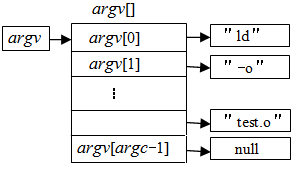 argv[]
argv argv[0] " ld"
argv[1] " -o"
⋮
" test.o"
argv[argc-1] null